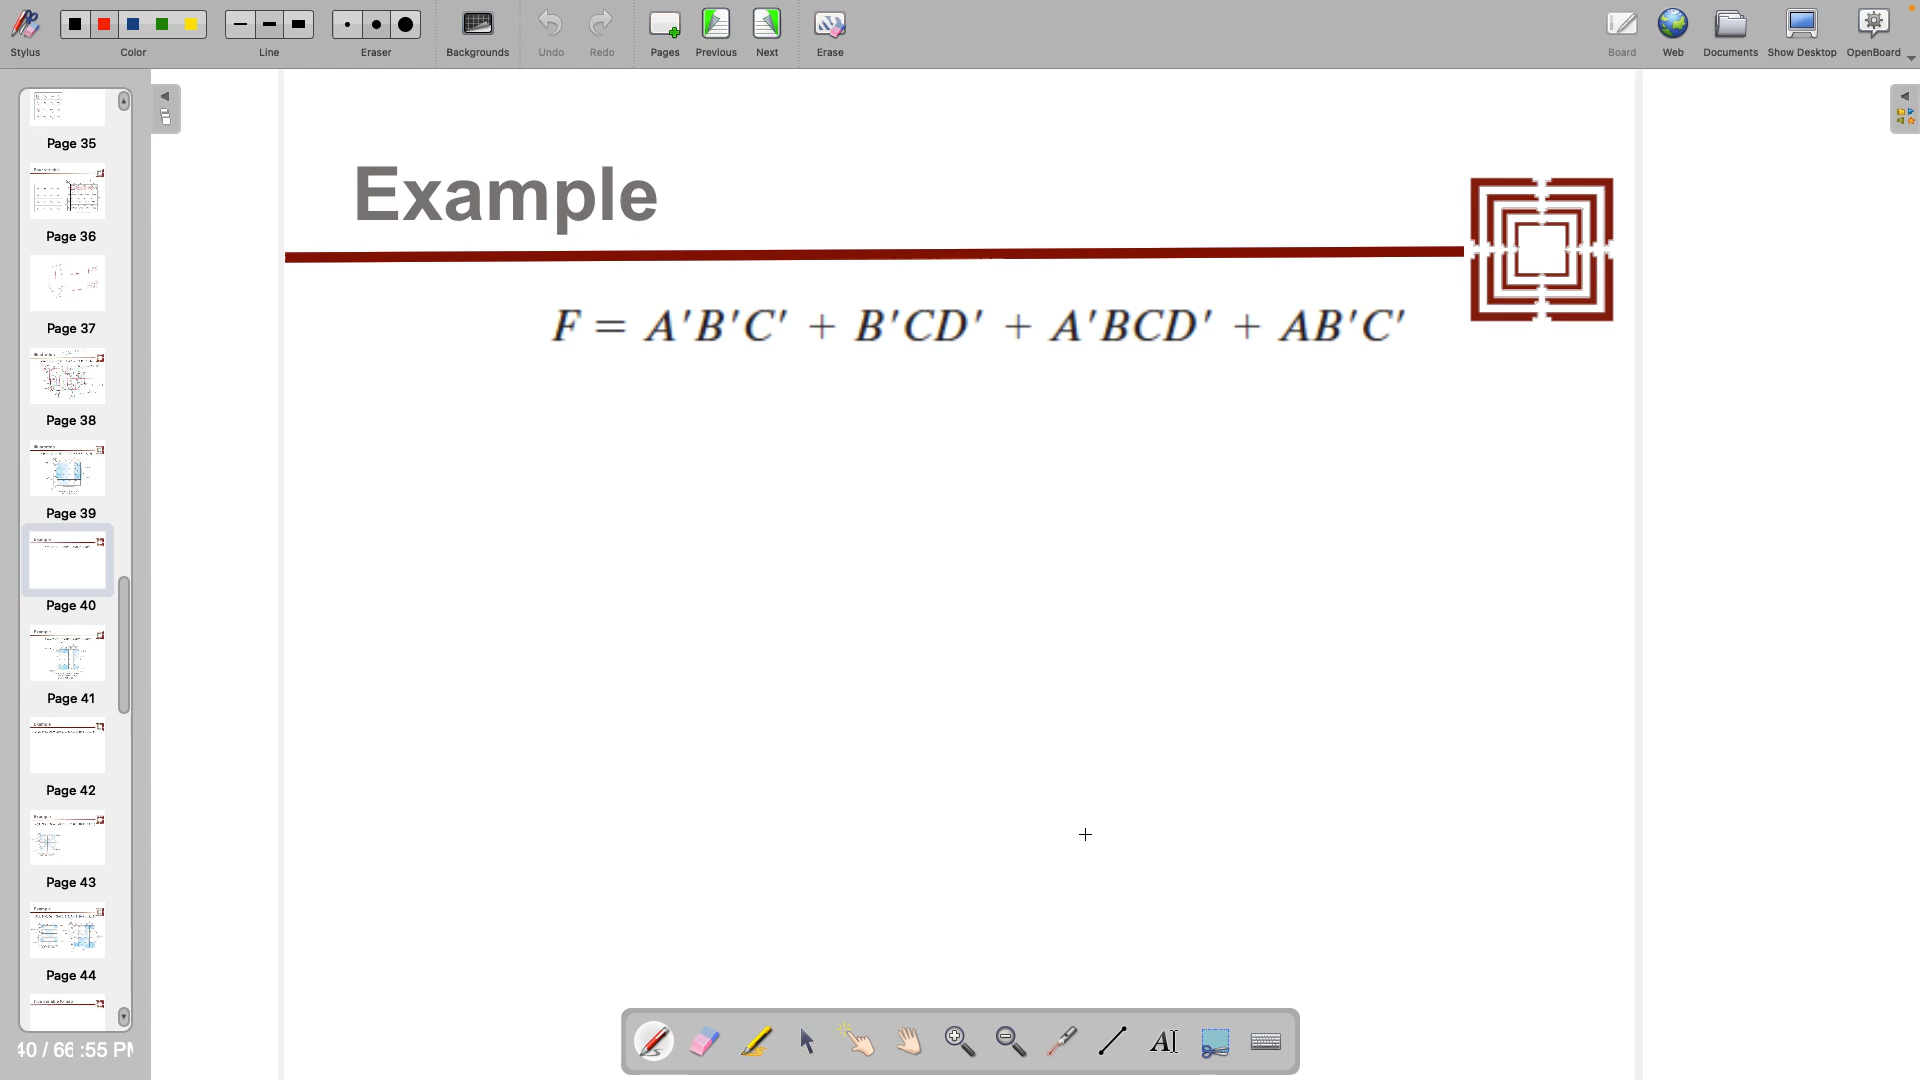 Stylus
Color
Line
Eraser
Backgrounds
Undo
Redo
Pages
Previous
Next
Erase
Board
Web
Documents
Show Desktop
OpenBoard
Page 35
Page 36
Page 37
Page 38
Page 39
Page 40
Page 41
Page 42
Page 43
Page 44
40 / 66 :55 PM
Example
F = A'B'C' + B'CD' + A'BCD' + AB'C'